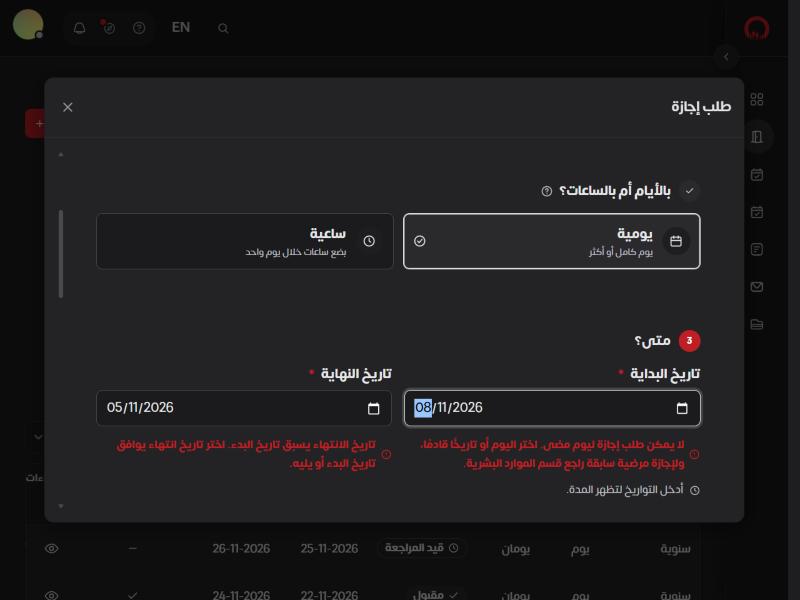 EN
طلب إجازة
بالأيام أم بالساعات؟
يومية
يوم كامل أو أكثر
ساعية
بضع ساعات خلال يوم واحد
3 متى؟
تاريخ البداية *
08/11/2026
لا يمكن طلب إجازة ليوم مضى. اختر اليوم أو تاريخًا قادمًا،
ولإجازة مرضية سابقة راجع قسم الموارد البشرية.
تاريخ النهاية *
05/11/2026
تاريخ الانتهاء يسبق تاريخ البدء. اختر تاريخ انتهاء يوافق
تاريخ البدء أو يليه.
أدخل التواريخ لتظهر المدة.
سنوية يوم يومان قيد المراجعة 25-11-2026 26-11-2026 –
سنوية يوم يومان مقبول 22-11-2026 24-11-2026